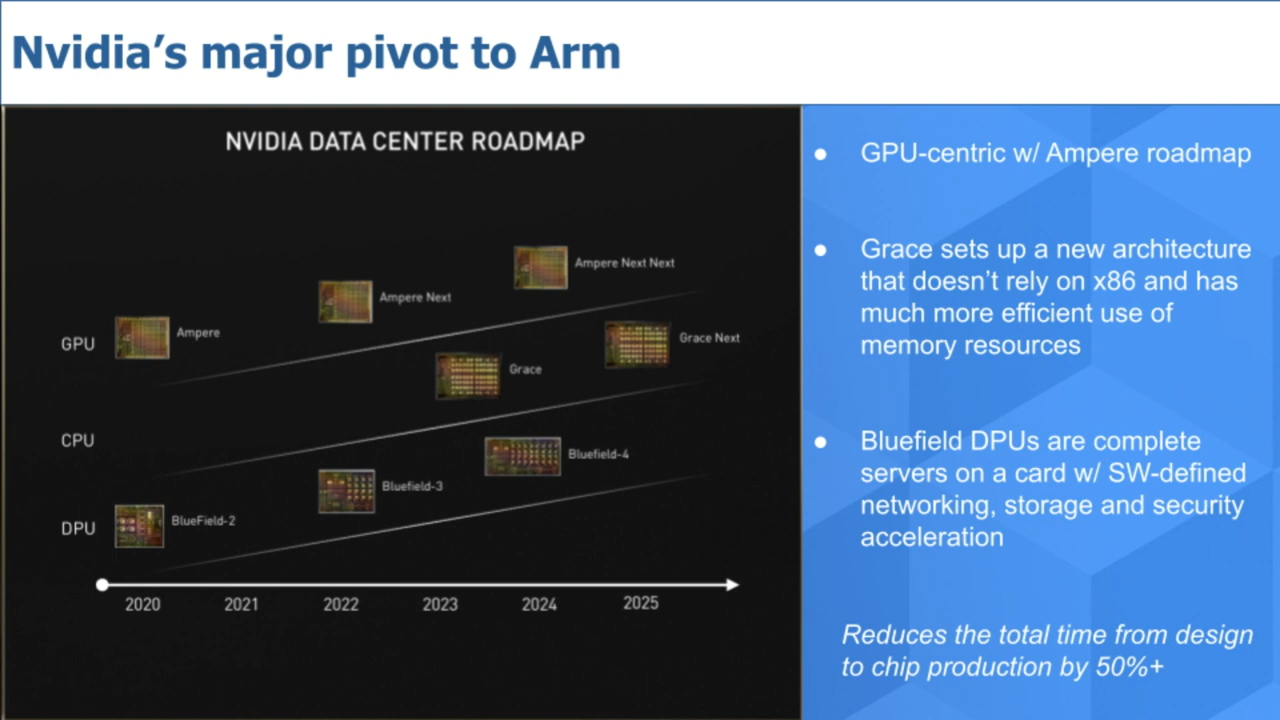 Nvidia's major pivot to Arm
NVIDIA DATA CENTER ROADMAP
Ampere Next Next
Ampere Next
Ampere
GPU
Grace Next
Grace
CPU
Bluefield-4
Bluefield-3
BlueField-2
DPU
2020 2021 2022 2023 2024 2025
● GPU-centric w/ Ampere roadmap
● Grace sets up a new architecture
that doesn't rely on x86 and has
much more efficient use of
memory resources
● Bluefield DPUs are complete
servers on a card w/ SW-defined
networking, storage and security
acceleration
Reduces the total time from design
to chip production by 50%+